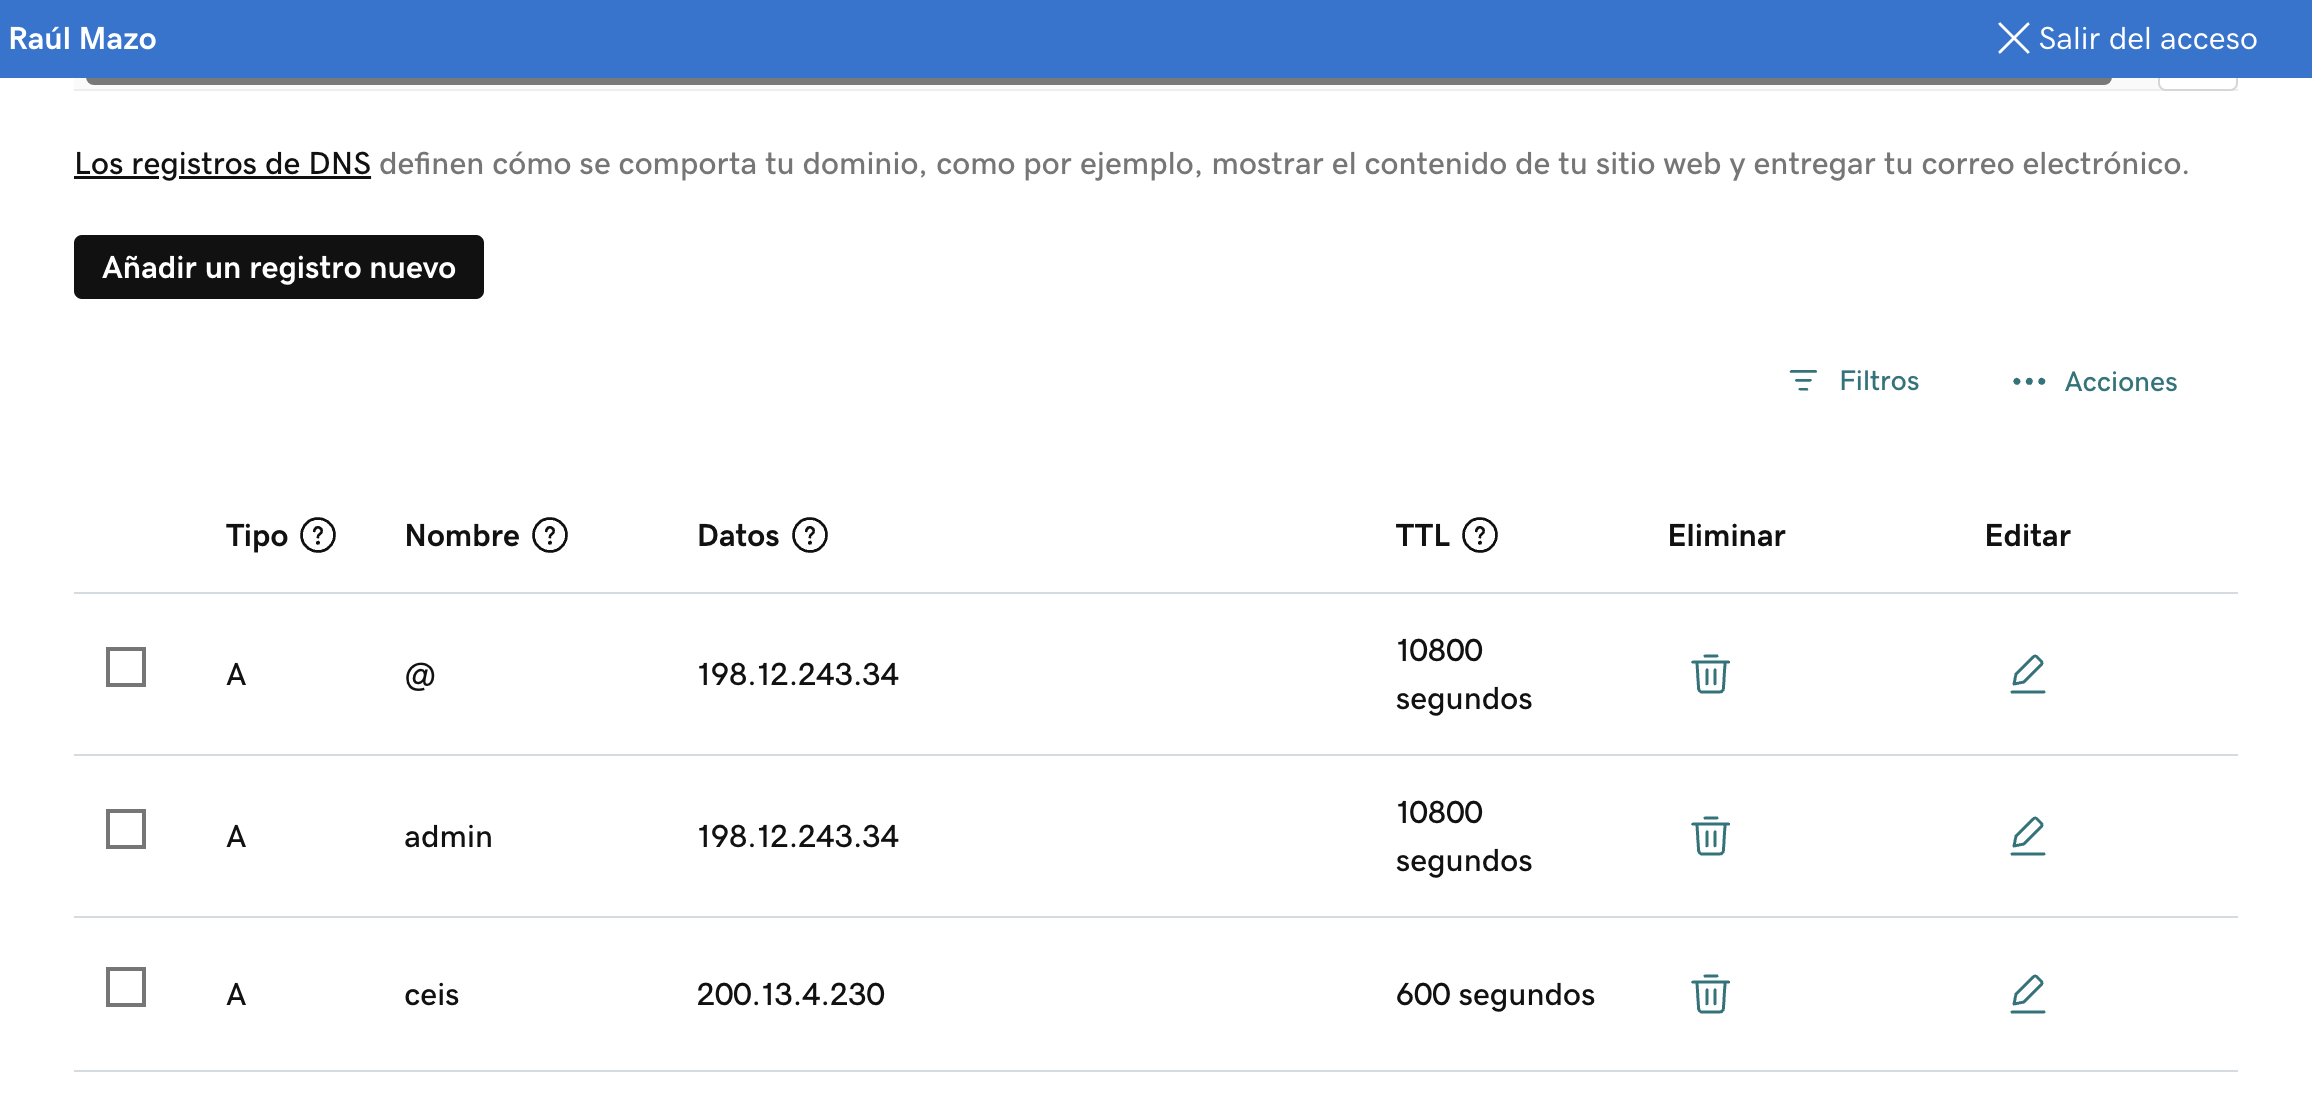 Raúl Mazo
Salir del acceso
Los registros de DNS definen cómo se comporta tu dominio, como por ejemplo, mostrar el contenido de tu sitio web y entregar tu correo electrónico.
Añadir un registro nuevo
Filtros
Acciones
Tipo Nombre Datos TTL Eliminar Editar
A @ 198.12.243.34 10800
segundos
A admin 198.12.243.34 10800
segundos
A ceis 200.13.4.230 600 segundos